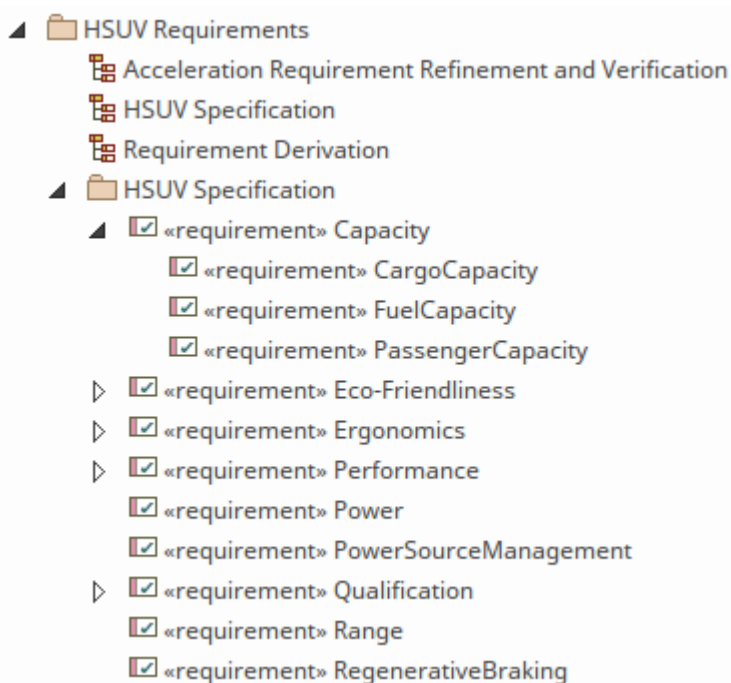 HSUV Requirements
Acceleration Requirement Refinement and Verification
HSUV Specification
Requirement Derivation
HSUV Specification
«requirement» Capacity
«requirement» CargoCapacity
«requirement» FuelCapacity
«requirement» PassengerCapacity
«requirement» Eco-Friendliness
«requirement» Ergonomics
«requirement» Performance
«requirement» Power
«requirement» PowerSourceManagement
«requirement» Qualification
«requirement» Range
«requirement» RegenerativeBraking